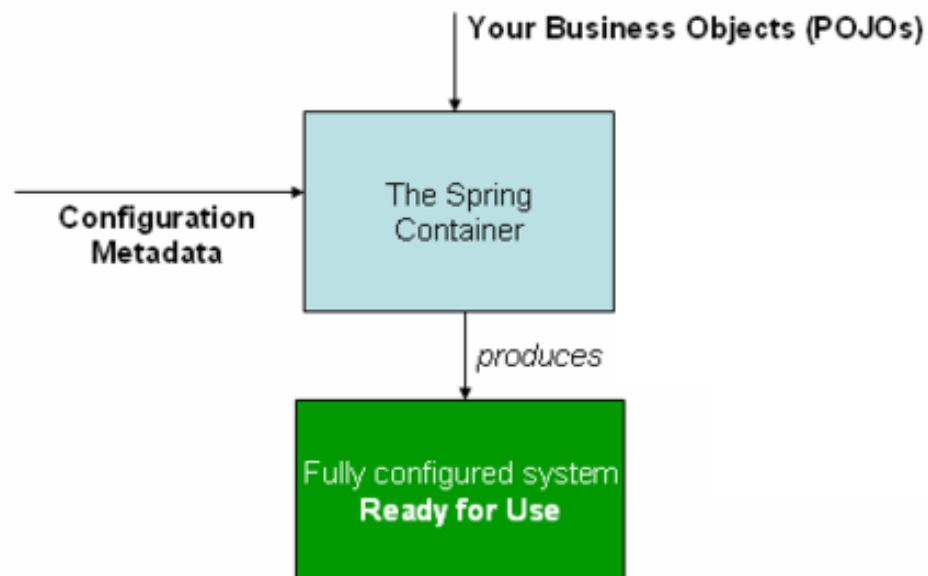 Your Business Objects (POJOs)
The Spring
Container
Configuration
Metadata
produces
Fully configured system
Ready for Use